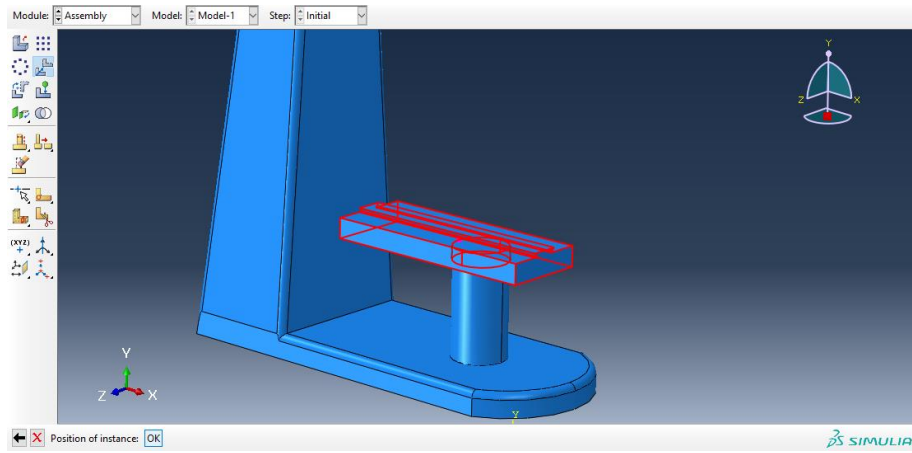 Module: Assembly Model: Model-1 Step: Initial
Y
Z X
(XYZ)
Y
Z X
Y
Position of instance: OK
SIMULIA